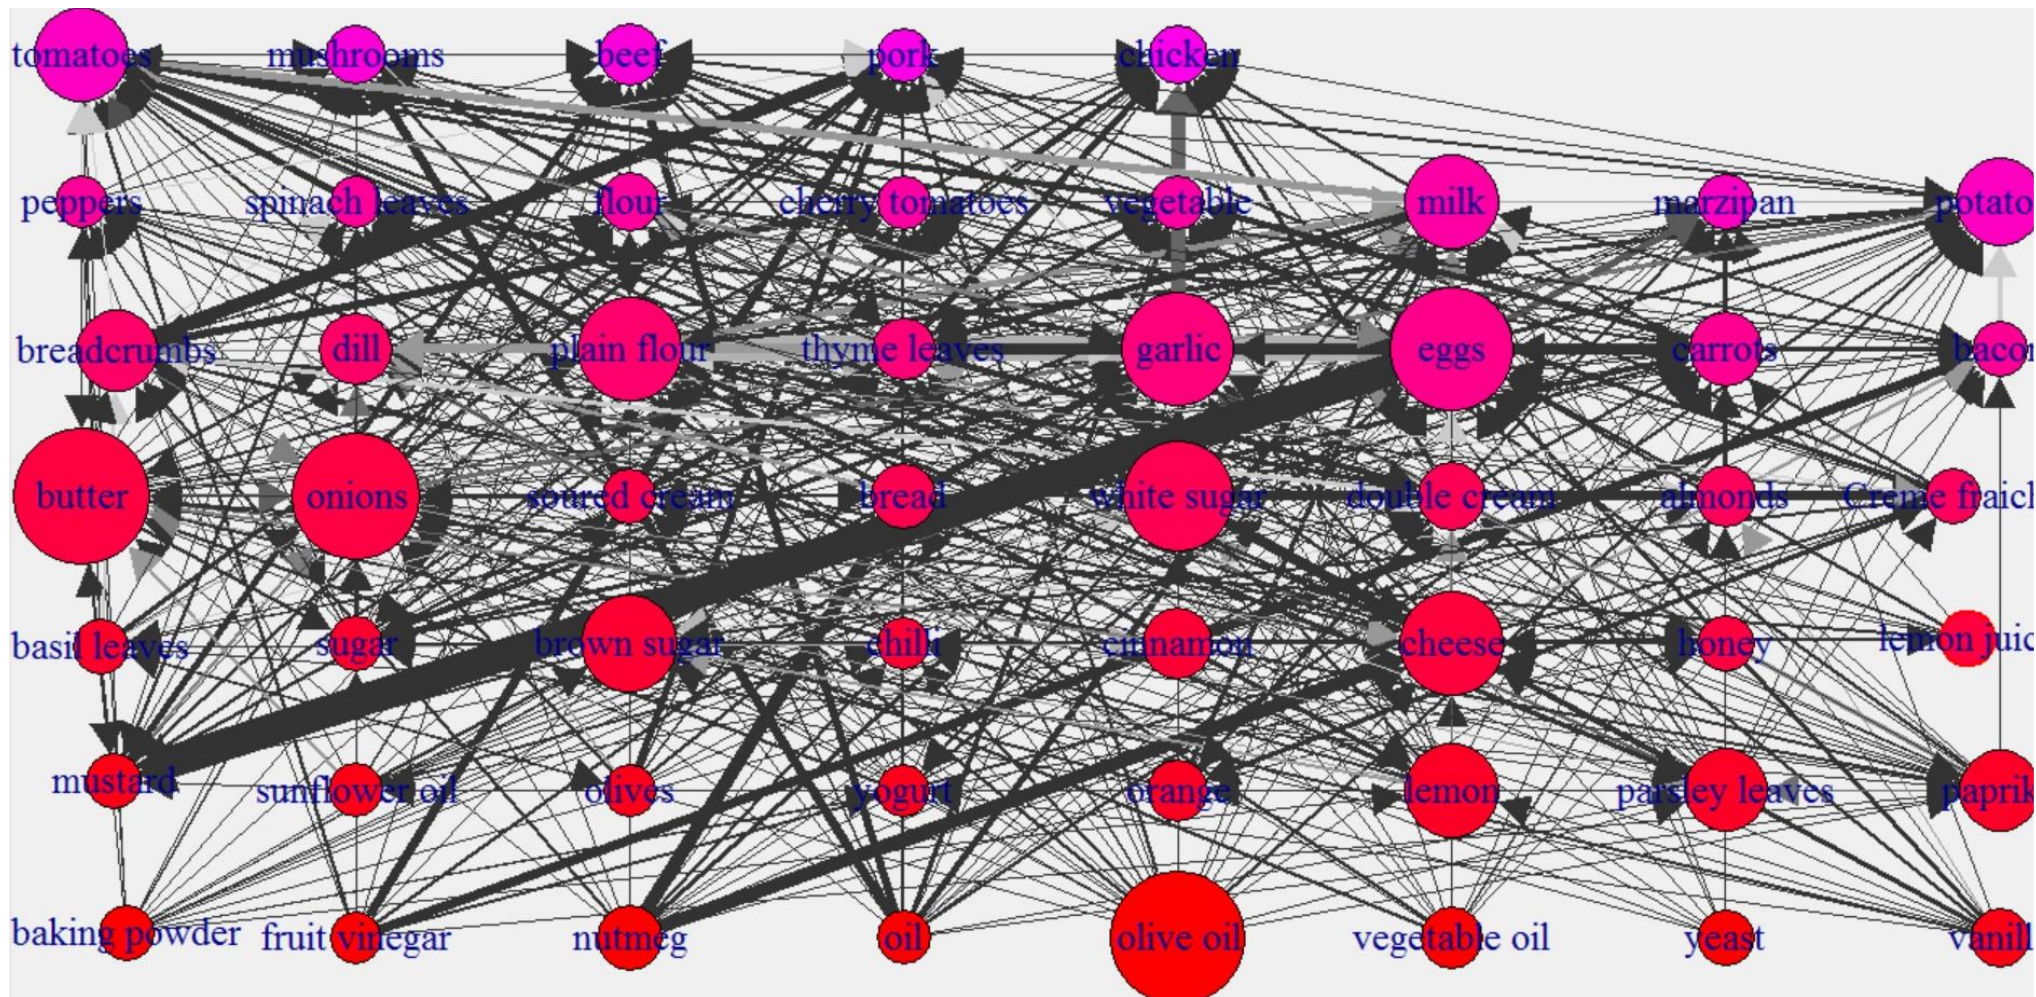 tomatoes mushrooms beef pork chicken
peppers spinach leaves flour cherry tomatoes vegetable milk marzipan potato
breadcrumbs dill plain flour thyme leaves garlic eggs carrots bacon
butter onions soured cream bread white sugar double cream almonds Creme fraich
basil leaves sugar brown sugar chilli cinnamon cheese honey lemon juic
mustard sunflower oil olives yogurt orange lemon parsley leaves paprik
baking powder fruit vinegar nutmeg oil olive oil vegetable oil yeast vanill